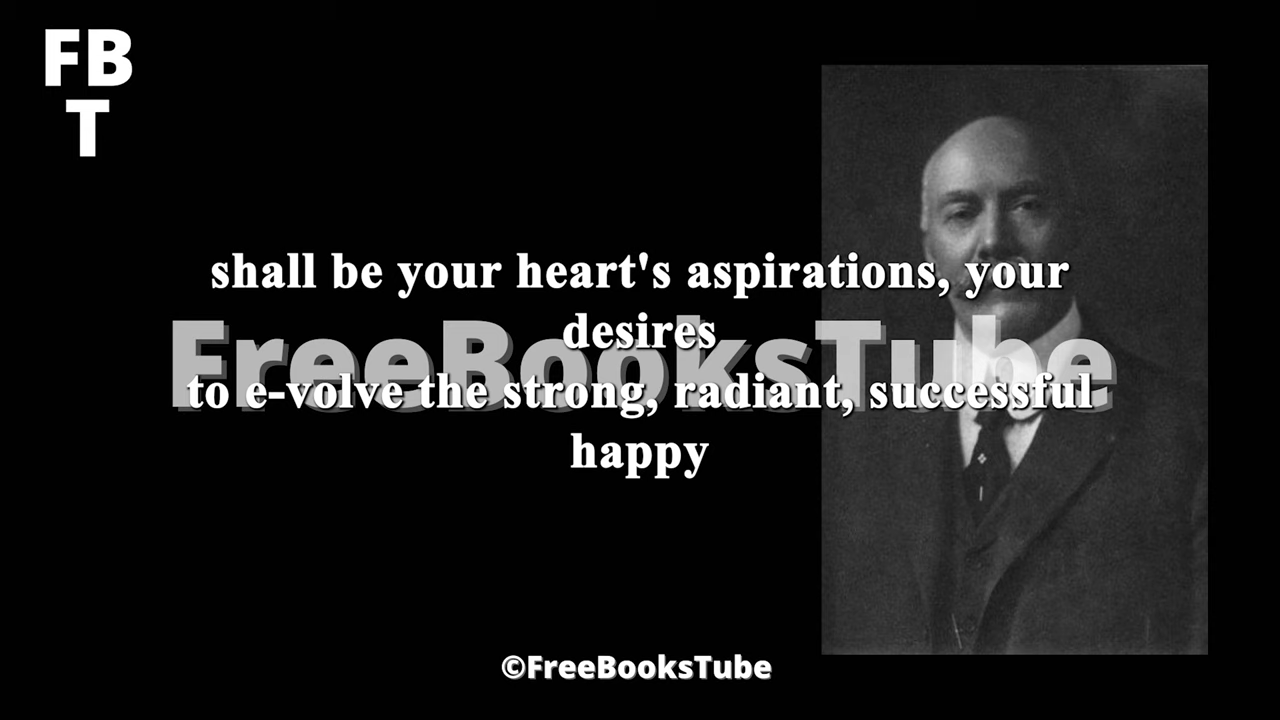 FB
T
shall be your heart's aspirations, your
desires
FreeBooksTube
to e-volve the strong, radiant, successful
happy
©FreeBooksTube